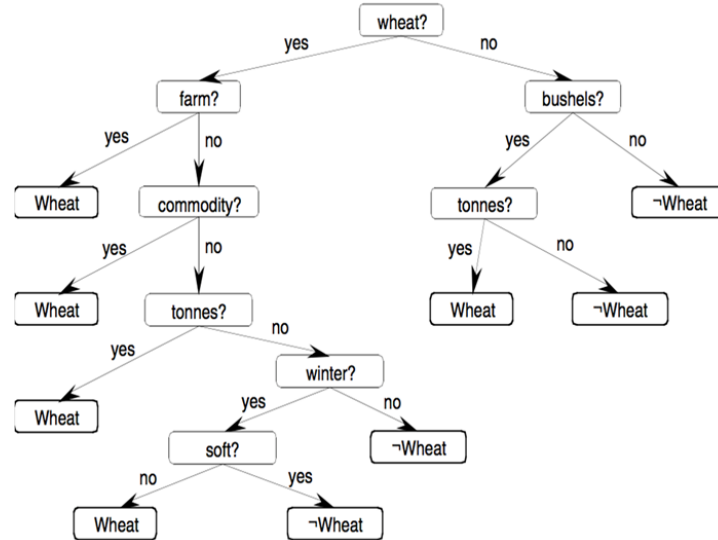 wheat?
yes
no
farm?
bushels?
yes
no
yes
no
Wheat
commodity?
tonnes?
¬Wheat
yes
no
yes
no
Wheat
tonnes?
Wheat
¬Wheat
yes
no
Wheat
winter?
yes
no
soft?
¬Wheat
no
yes
Wheat
¬Wheat